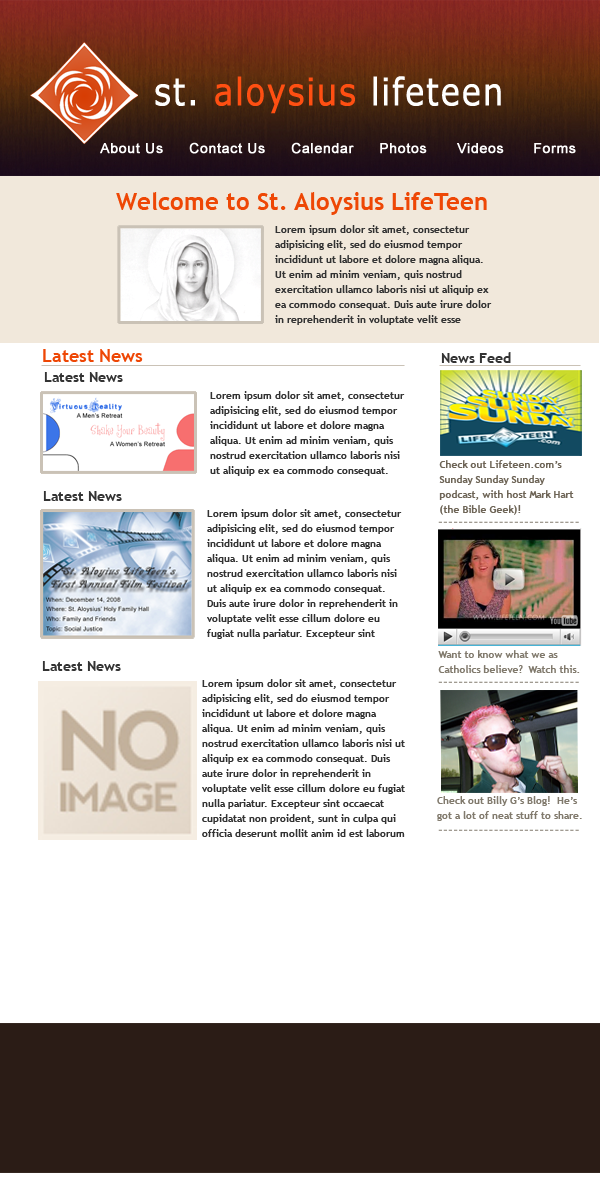 st. aloysius lifeteen
About Us Contact Us Calendar Photos Videos Forms
Welcome to St. Aloysius LifeTeen
Lorem ipsum dolor sit amet, consectetur
adipisicing elit, sed do eiusmod tempor
incididunt ut labore et dolore magna aliqua.
Ut enim ad minim veniam, quis nostrud
exercitation ullamco laboris nisi ut aliquip ex
ea commodo consequat. Duis aute irure dolor
in reprehenderit in voluptate velit esse
Latest News
Latest News
Virtuous Reality
A Men's Retreat
Shake Your Beauty
A Women's Retreat
Lorem ipsum dolor sit amet, consectetur
adipisicing elit, sed do eiusmod tempor
incididunt ut labore et dolore magna
aliqua. Ut enim ad minim veniam, quis
nostrud exercitation ullamco laboris nisi
ut aliquip ex ea commodo consequat.
Latest News
St. Aloyius LifeTeen's
First Annual Film Festival
When: December 14, 2008
Where: St. Aloysius' Holy Family Hall
Who: Family and Friends
Topic: Social Justice
Lorem ipsum dolor sit amet, consectetur
adipisicing elit, sed do eiusmod tempor
incididunt ut labore et dolore magna
aliqua. Ut enim ad minim veniam, quis
nostrud exercitation ullamco laboris nisi
ut aliquip ex ea commodo consequat.
Duis aute irure dolor in reprehenderit in
voluptate velit esse cillum dolore eu
fugiat nulla pariatur. Excepteur sint
Latest News
NO
IMAGE
Lorem ipsum dolor sit amet, consectetur
adipisicing elit, sed do eiusmod tempor
incididunt ut labore et dolore magna
aliqua. Ut enim ad minim veniam, quis
nostrud exercitation ullamco laboris nisi ut
aliquip ex ea commodo consequat. Duis
aute irure dolor in reprehenderit in
voluptate velit esse cillum dolore eu fugiat
nulla pariatur. Excepteur sint occaecat
cupidatat non proident, sunt in culpa qui
officia deserunt mollit anim id est laborum
News Feed
SUNDAY
SUNDAY
SUNDAY
LIFE TEEN
.com
Check out Lifeteen.com's
Sunday Sunday Sunday
podcast, with host Mark Hart
(the Bible Geek)!
WWW.LIFETEEN.COM
YouTube
Want to know what we as
Catholics believe? Watch this.
Check out Billy G's Blog! He's
got a lot of neat stuff to share.